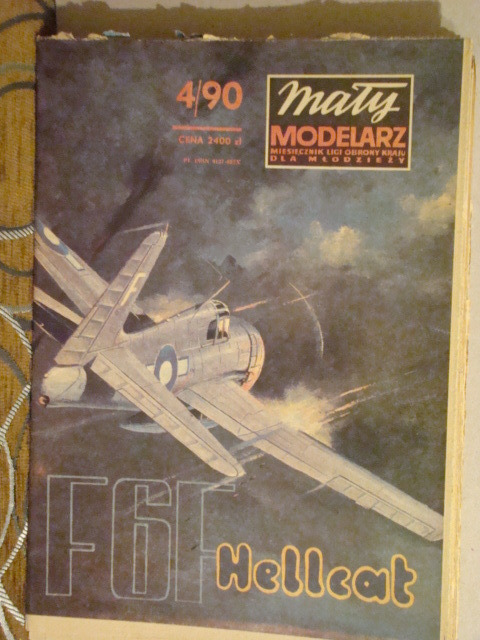 4/90
CENA 2400 zł
mały
MODELARZ
MIESIĘCZNIK LIGI OBRONY KRAJU
DLA MŁODZIEŻY
F6F
Hellcat